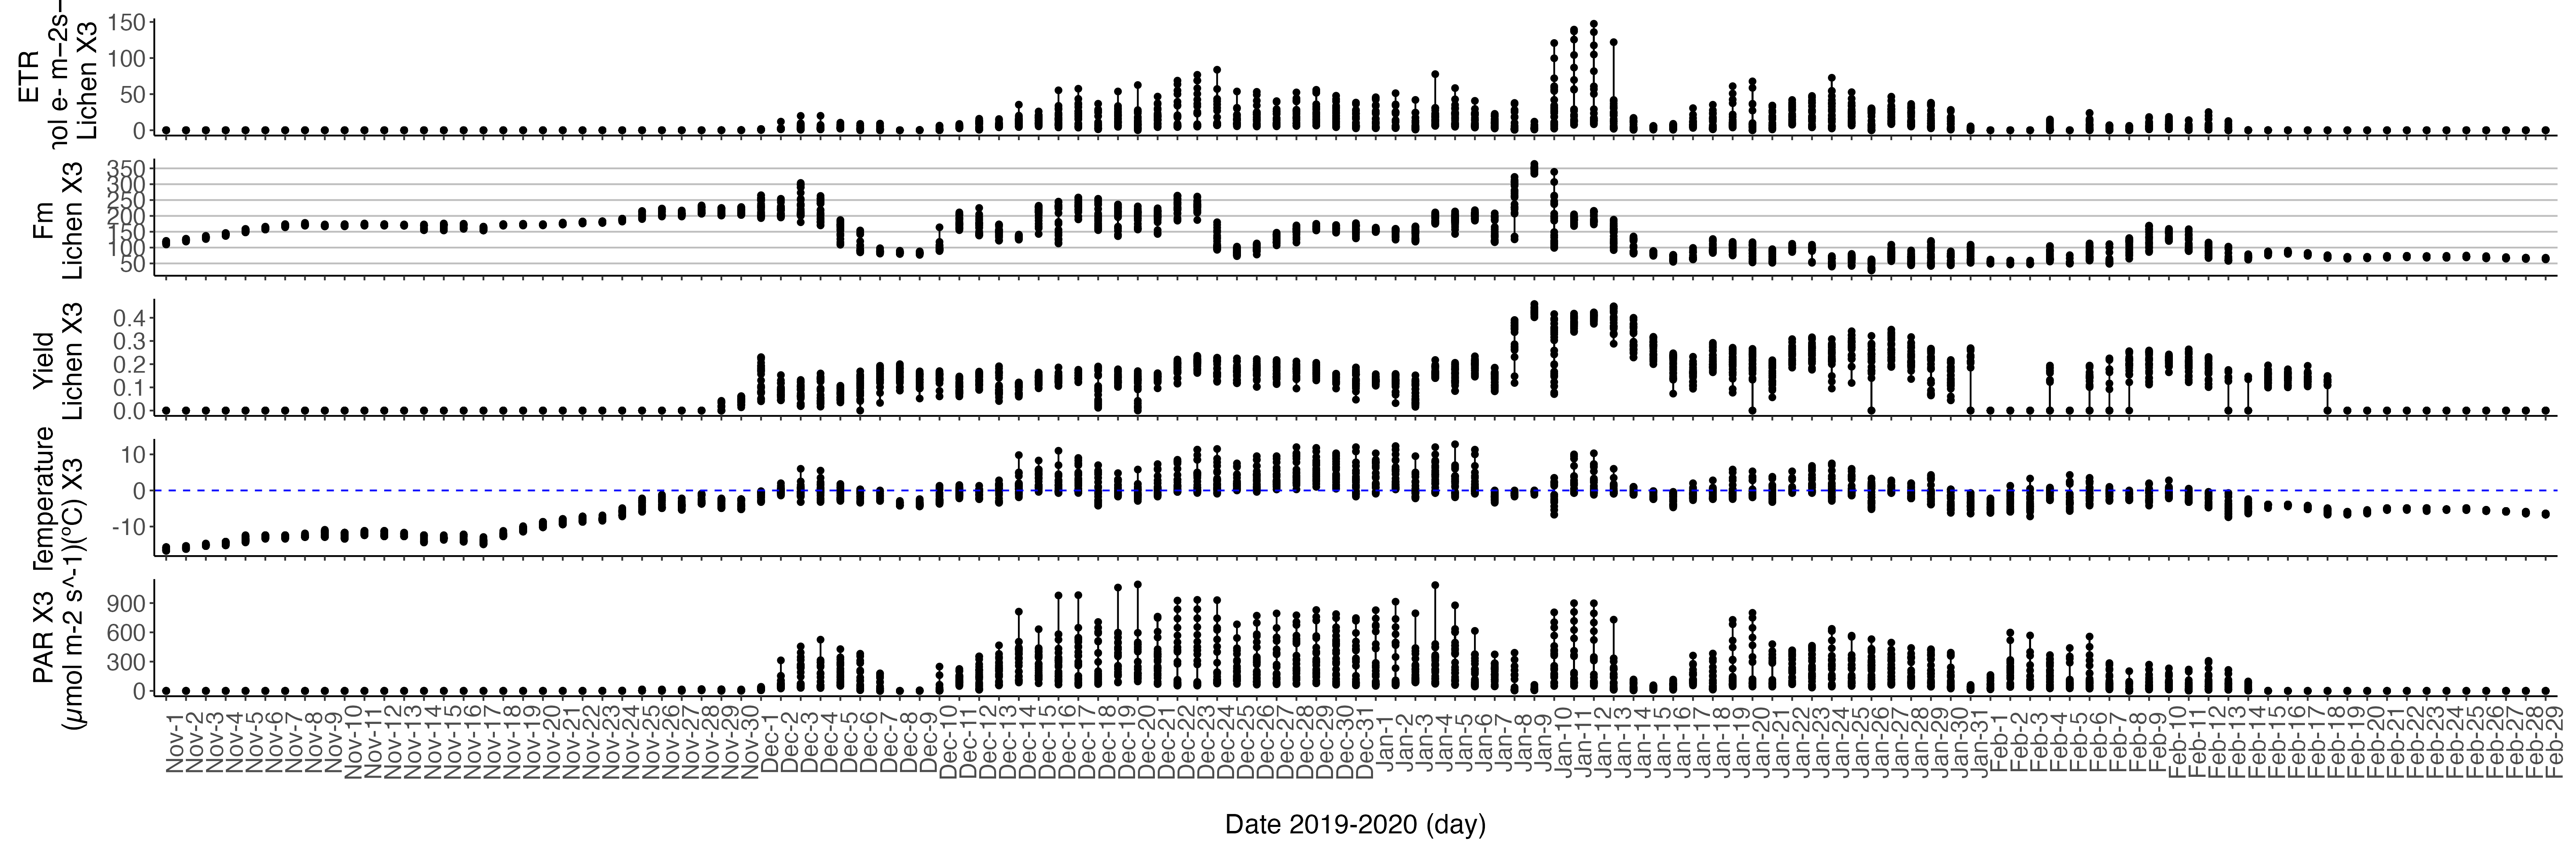 ETR
nol e- m−2s−
Lichen X3
150
100
50
0
Fm
Lichen X3
350
300
250
200
150
100
50
Yield
Lichen X3
0.4
0.3
0.2
0.1
0.0
Temperature
(ºC) X3
10
0
-10
PAR X3
(µmol m-2 s^-1)
900
600
300
0
Nov-1
Nov-2
Nov-3
Nov-4
Nov-5
Nov-6
Nov-7
Nov-8
Nov-9
Nov-10
Nov-11
Nov-12
Nov-13
Nov-14
Nov-15
Nov-16
Nov-17
Nov-18
Nov-19
Nov-20
Nov-21
Nov-22
Nov-23
Nov-24
Nov-25
Nov-26
Nov-27
Nov-28
Nov-29
Nov-30
Dec-1
Dec-2
Dec-3
Dec-4
Dec-5
Dec-6
Dec-7
Dec-8
Dec-9
Dec-10
Dec-11
Dec-12
Dec-13
Dec-14
Dec-15
Dec-16
Dec-17
Dec-18
Dec-19
Dec-20
Dec-21
Dec-22
Dec-23
Dec-24
Dec-25
Dec-26
Dec-27
Dec-28
Dec-29
Dec-30
Dec-31
Jan-1
Jan-2
Jan-3
Jan-4
Jan-5
Jan-6
Jan-7
Jan-8
Jan-9
Jan-10
Jan-11
Jan-12
Jan-13
Jan-14
Jan-15
Jan-16
Jan-17
Jan-18
Jan-19
Jan-20
Jan-21
Jan-22
Jan-23
Jan-24
Jan-25
Jan-26
Jan-27
Jan-28
Jan-29
Jan-30
Jan-31
Feb-1
Feb-2
Feb-3
Feb-4
Feb-5
Feb-6
Feb-7
Feb-8
Feb-9
Feb-10
Feb-11
Feb-12
Feb-13
Feb-14
Feb-15
Feb-16
Feb-17
Feb-18
Feb-19
Feb-20
Feb-21
Feb-22
Feb-23
Feb-24
Feb-25
Feb-26
Feb-27
Feb-28
Feb-29
Date 2019-2020 (day)